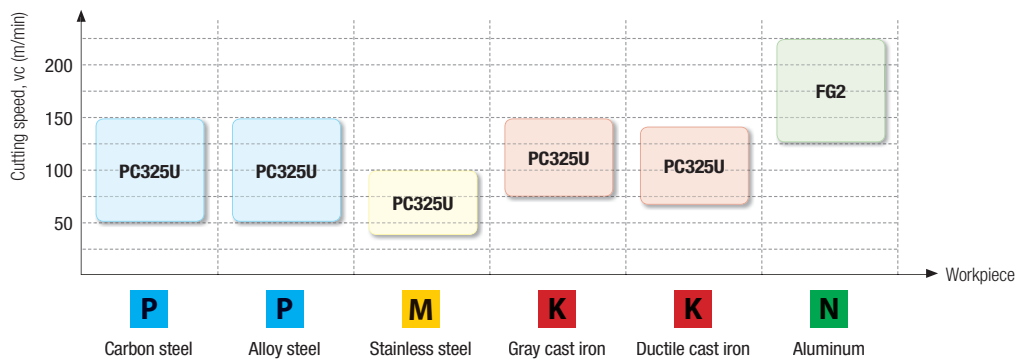 Cutting speed, vc (m/min)
200
150
100
50
PC325U
PC325U
PC325U
PC325U
PC325U
FG2
Workpiece
P
P
M
K
K
N
Carbon steel
Alloy steel
Stainless steel
Gray cast iron
Ductile cast iron
Aluminum